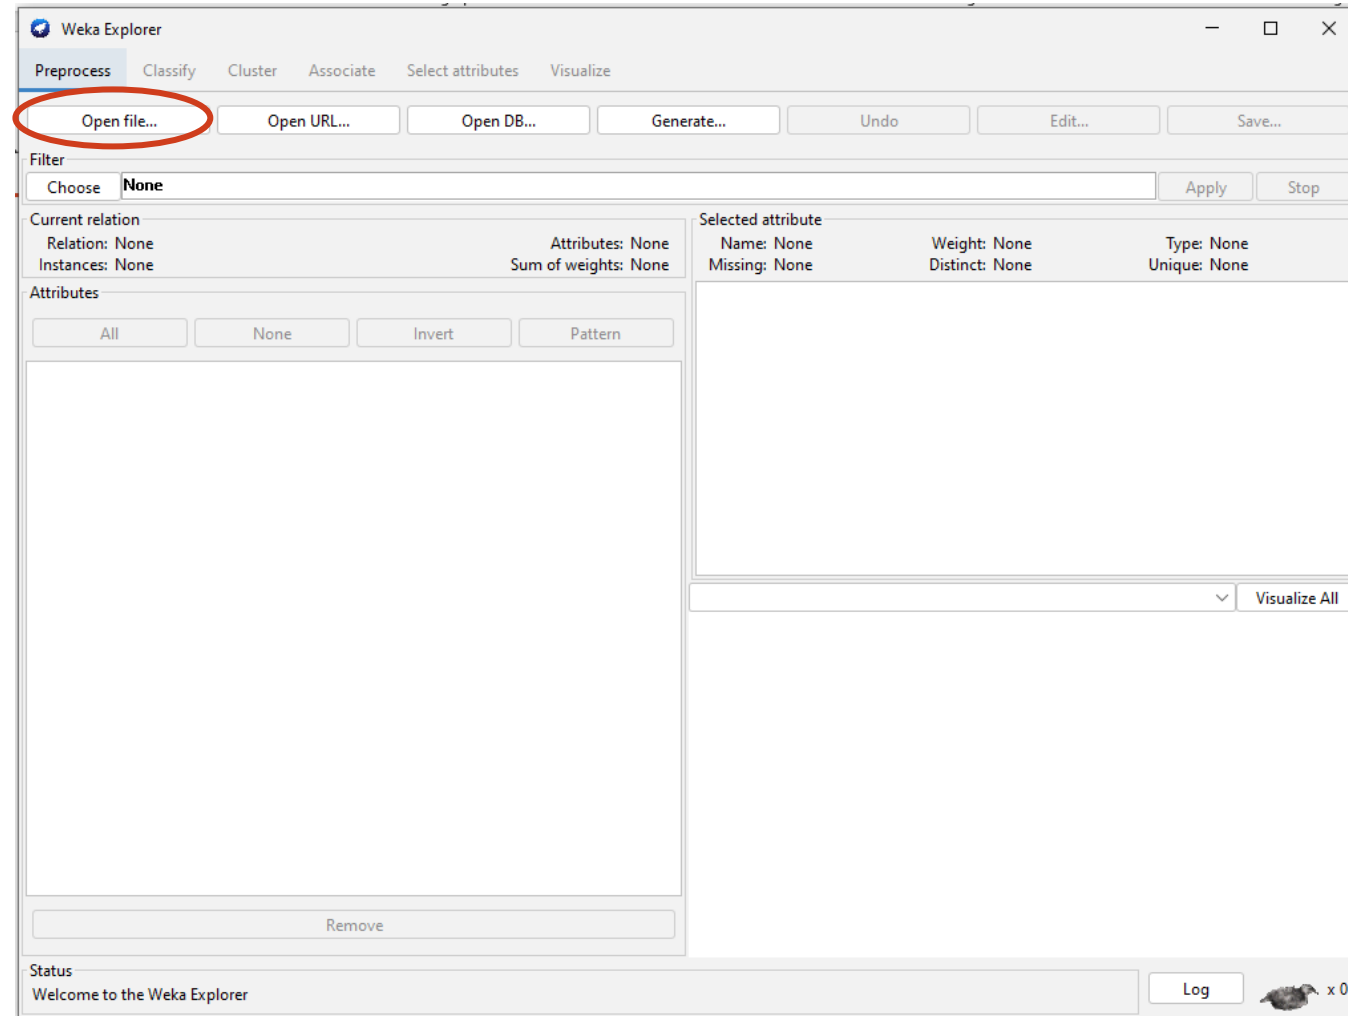 Weka Explorer
Preprocess Classify Cluster Associate Select attributes Visualize
Open file... Open URL... Open DB... Generate... Undo Edit... Save...
Filter
Choose None Apply Stop
Current relation
Relation: None Attributes: None
Instances: None Sum of weights: None
Selected attribute
Name: None Weight: None Type: None
Missing: None Distinct: None Unique: None
Attributes
All None Invert Pattern
Visualize All
Remove
Status
Welcome to the Weka Explorer
Log x 0